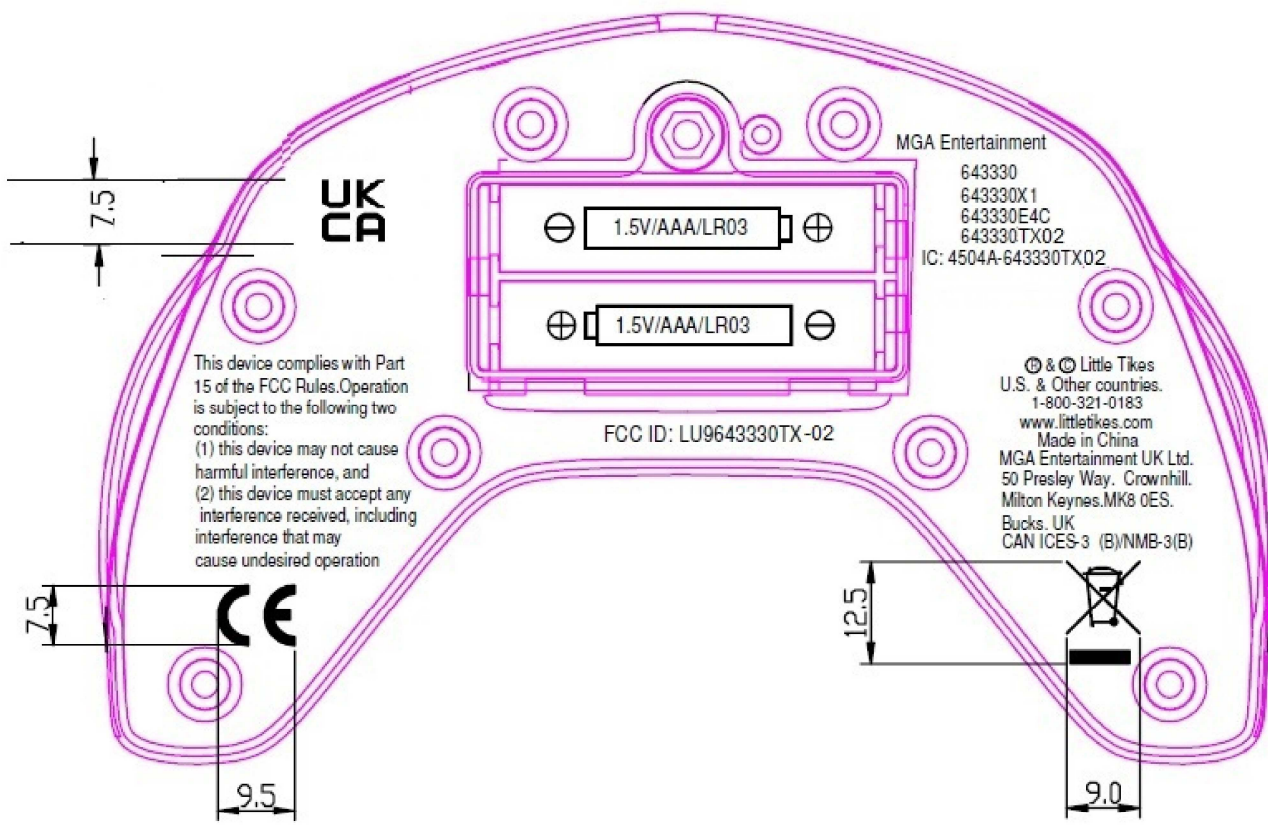 MGA Entertainment
643330
643330X1
643330E4C
643330TX02
IC: 4504A-643330TX02
7.5
UK
CA
⊖ 1.5V/AAA/LR03 ⊕
⊕ 1.5V/AAA/LR03 ⊖
This device complies with Part
15 of the FCC Rules.Operation
is subject to the following two
conditions:
(1) this device may not cause
harmful interference, and
(2) this device must accept any
interference received, including
interference that may
cause undesired operation
FCC ID: LU9643330TX-02
® & © Little Tikes
U.S. & Other countries.
1-800-321-0183
www.littletikes.com
Made in China
MGA Entertainment UK Ltd.
50 Presley Way. Crownhill.
Milton Keynes.MK8 0ES.
Bucks. UK
CAN ICES-3 (B)/NMB-3(B)
7.5
CE
9.5
12.5
9.0